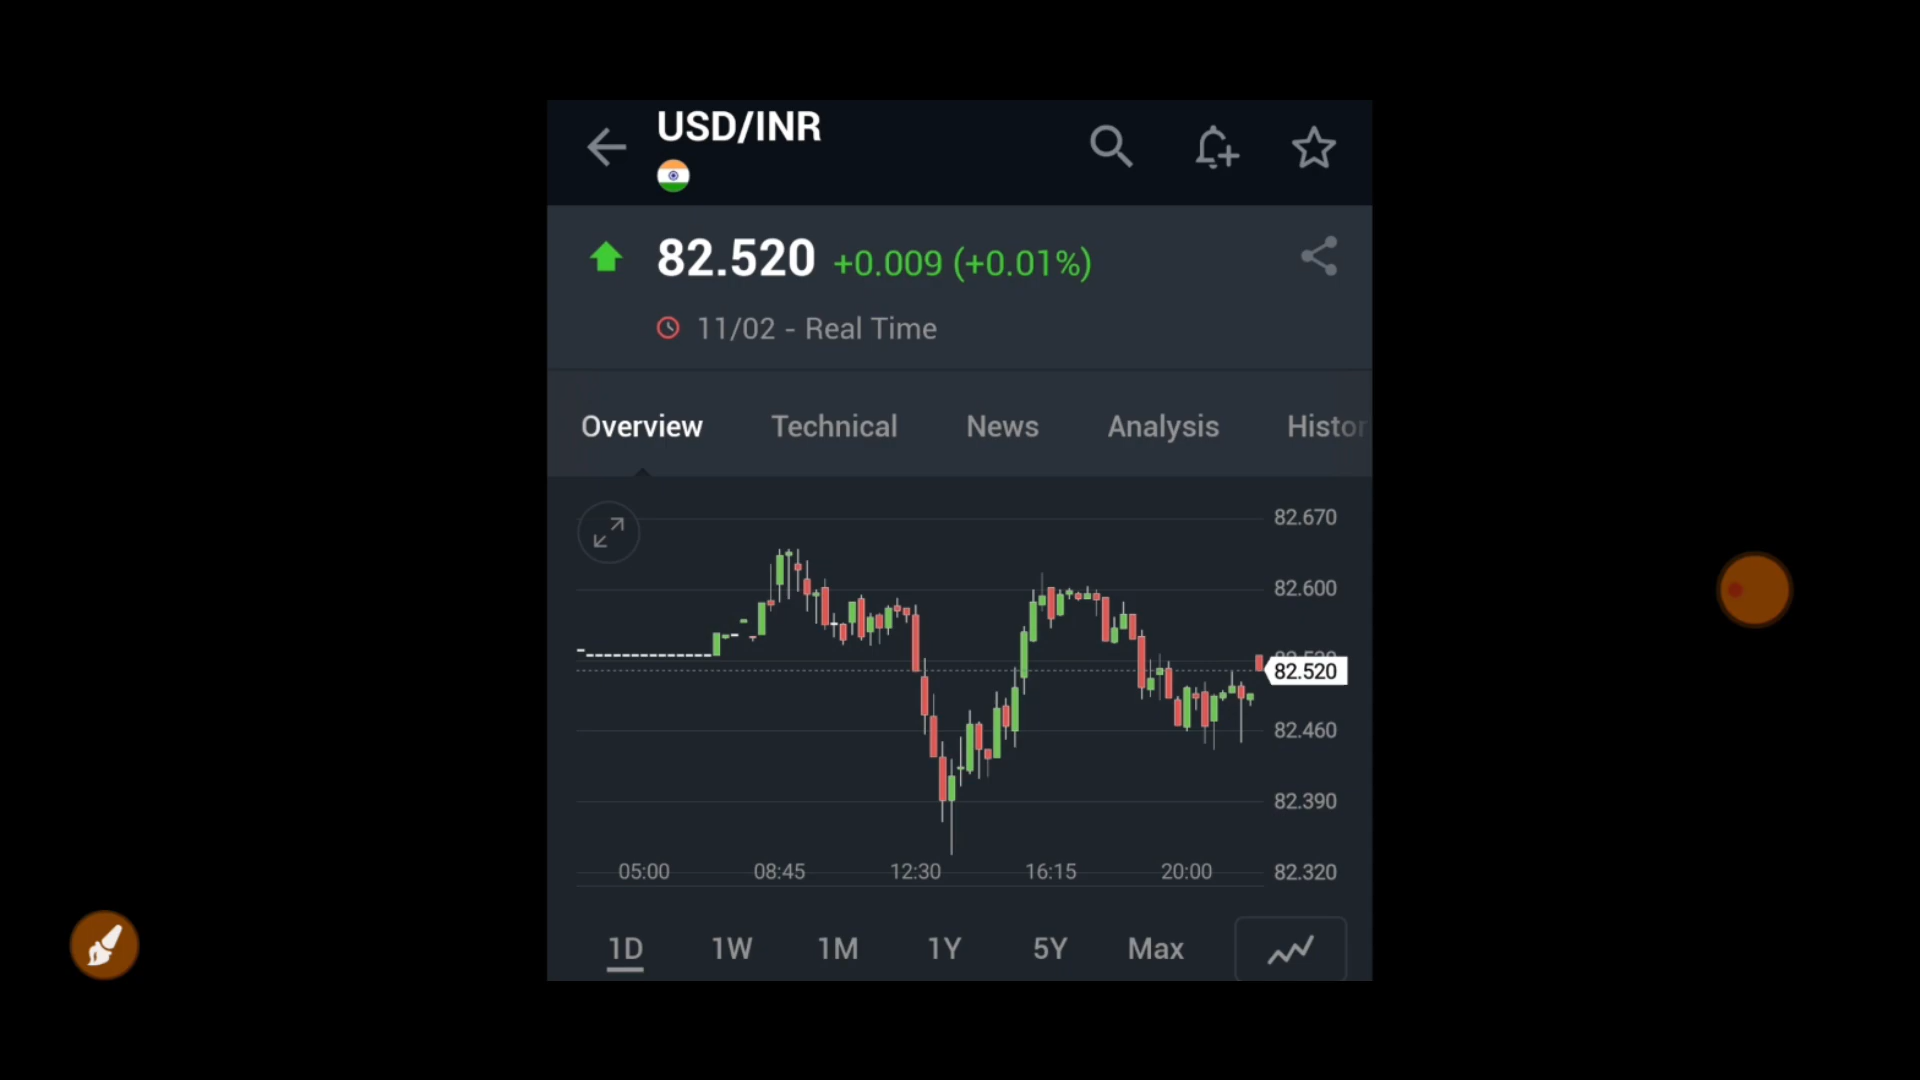 USD/INR
82.520 +0.009 (+0.01%)
11/02 - Real Time
Overview Technical News Analysis Histor
82.670
82.600
82.520
82.460
82.390
82.320
05:00 08:45 12:30 16:15 20:00
1D 1W 1M 1Y 5Y Max